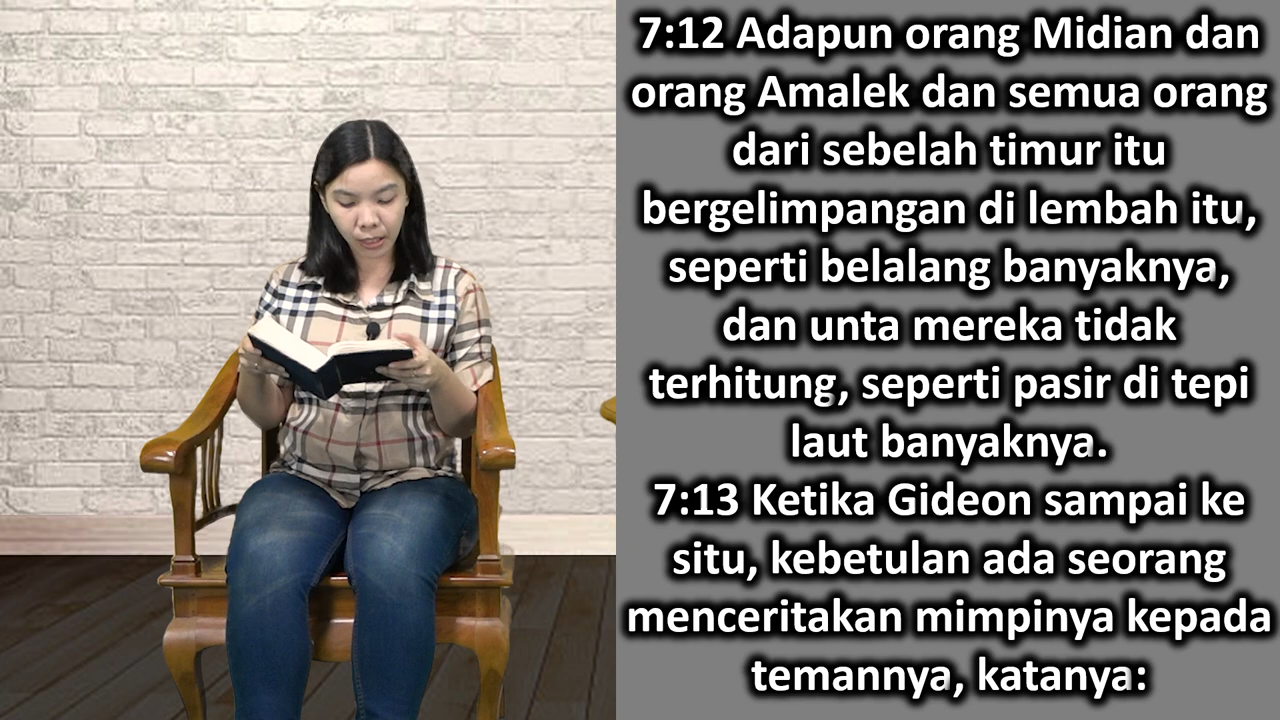 7:12 Adapun orang Midian dan
orang Amalek dan semua orang
dari sebelah timur itu
bergelimpangan di lembah itu,
seperti belalang banyaknya,
dan unta mereka tidak
terhitung, seperti pasir di tepi
laut banyaknya.
7:13 Ketika Gideon sampai ke
situ, kebetulan ada seorang
menceritakan mimpinya kepada
temannya, katanya: